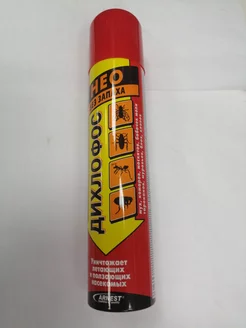 НЕО
БЕЗ ЗАПАХА
ДИХЛОФОС
Уничтожает
летающих
и ползающих
насекомых
ARNEST